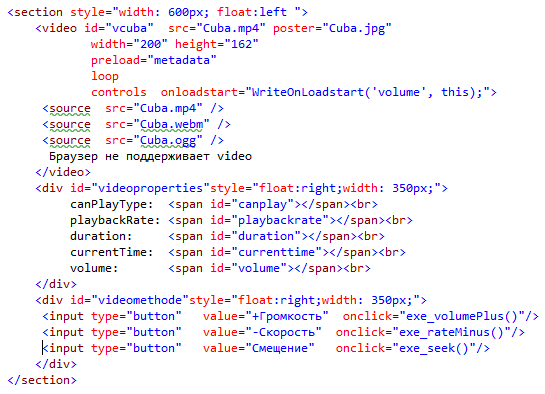 <section style="width: 600px; float:left ">
<video id="vcuba"  src="Cuba.mp4" poster="Cuba.jpg"
width="200" height="162"
preload="metadata"
loop
controls  onloadstart="WriteOnLoadstart('volume', this);">
<source  src="Cuba.mp4" />
<source  src="Cuba.webm" />
<source  src="Cuba.ogg" />
Браузер не поддерживает video
</video>
<div id="videoproperties"style="float:right;width: 350px;">
canPlayType:  <span id="canplay"></span><br>
playbackRate: <span id="playbackrate"></span><br>
duration:     <span id="duration"></span><br>
currentTime:  <span id="currenttime"></span><br>
volume:       <span id="volume"></span><br>
</div>
<div id="videomethode"style="float:right;width: 350px;">
<input type="button"   value="+Громкость"  onclick="exe_volumePlus()"/>
<input type="button"   value="-Скорость"  onclick="exe_rateMinus()"/>
<input type="button"   value="Смещение"   onclick="exe_seek()"/>
</div>
</section>